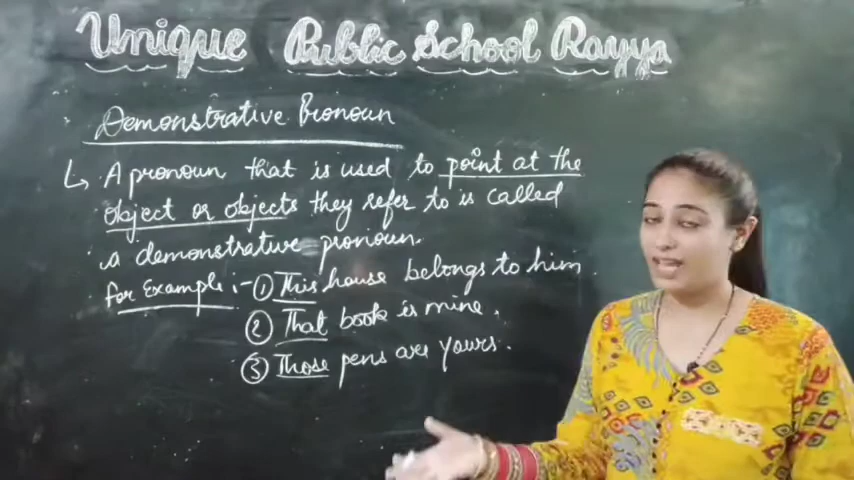 Unique Public School Rayya
Demonstrative Pronoun
↳ A pronoun that is used to point at the
object or objects they refer to is called
a demonstrative pronoun.
for Example :- ① This house belongs to him.
② That book is mine.
③ Those pens are yours.